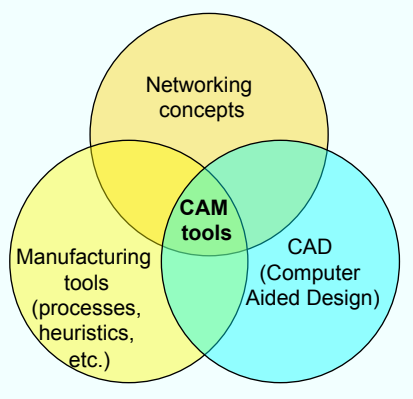 Networking
concepts
CAM
tools
Manufacturing
tools
(processes,
heuristics,
etc.)
CAD
(Computer
Aided Design)